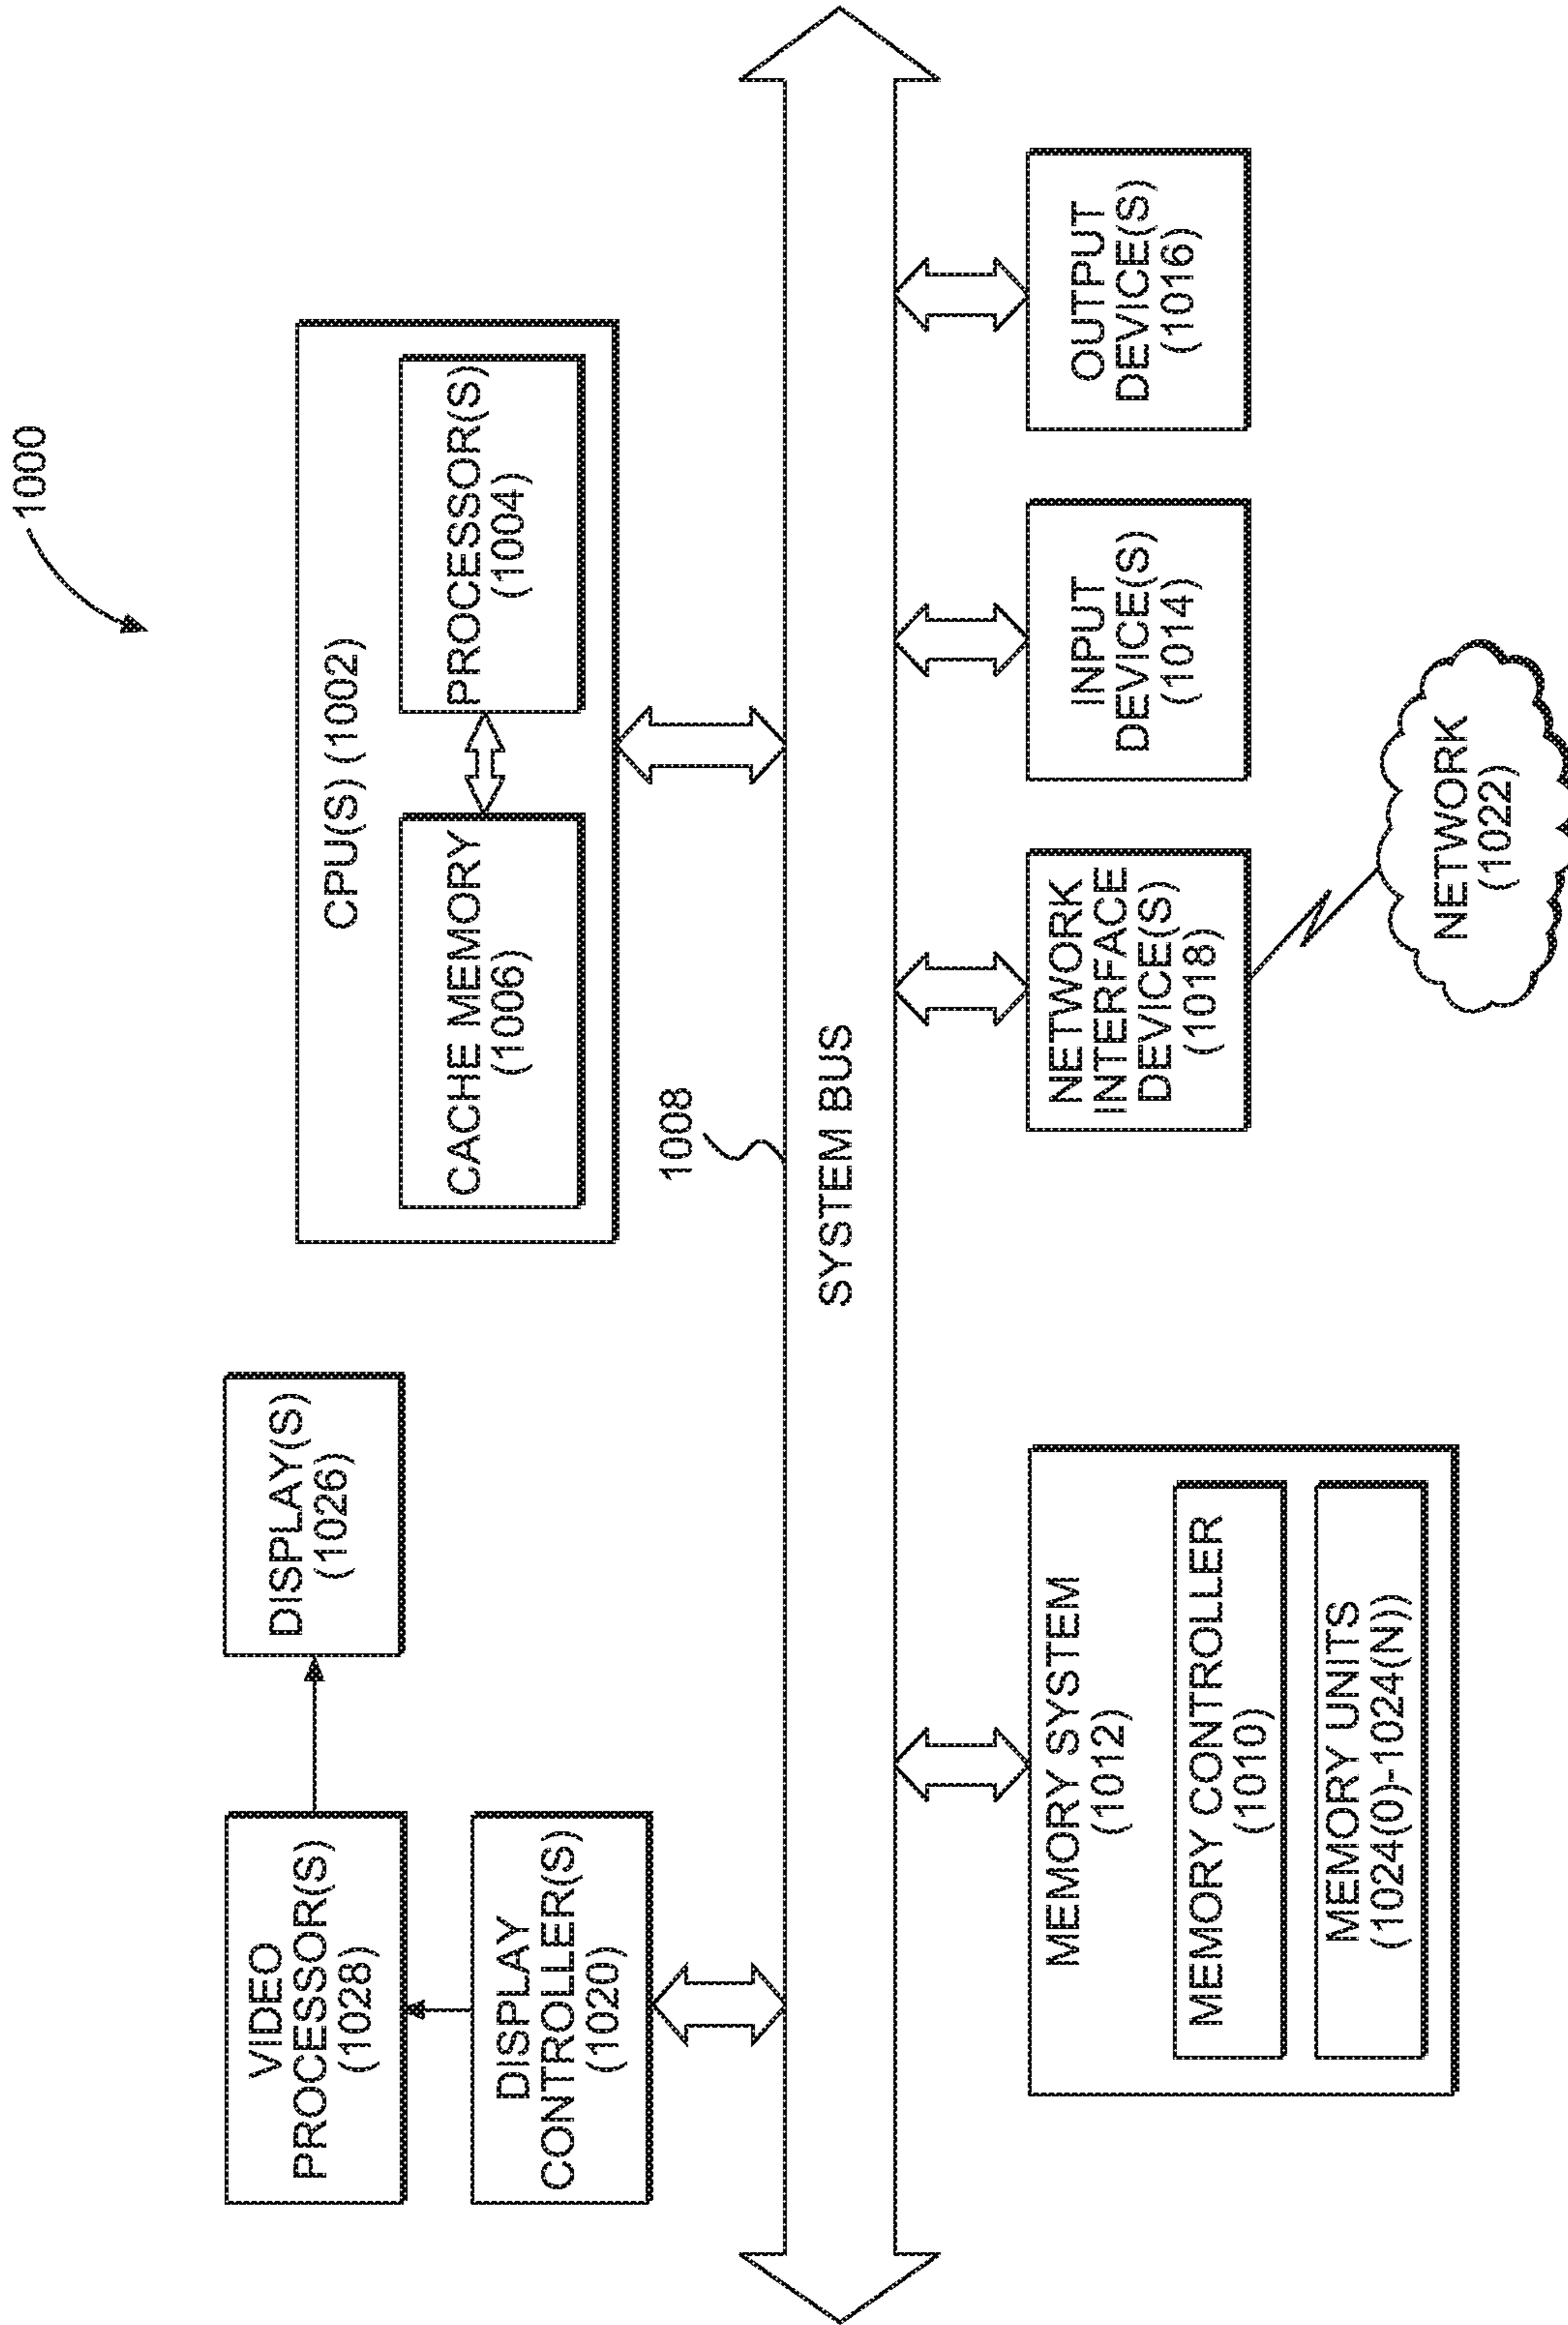 1000
CPU(S) (1002)
CACHE MEMORY
(1006)
PROCESSOR(S)
(1004)
VIDEO
PROCESSOR(S)
(1028)
DISPLAY(S)
(1026)
DISPLAY
CONTROLLER(S)
(1020)
1008
SYSTEM BUS
MEMORY SYSTEM
(1012)
MEMORY CONTROLLER
(1010)
MEMORY UNITS
(1024(0)-1024(N))
NETWORK
INTERFACE
DEVICE(S)
(1018)
INPUT
DEVICE(S)
(1014)
OUTPUT
DEVICE(S)
(1016)
NETWORK
(1022)